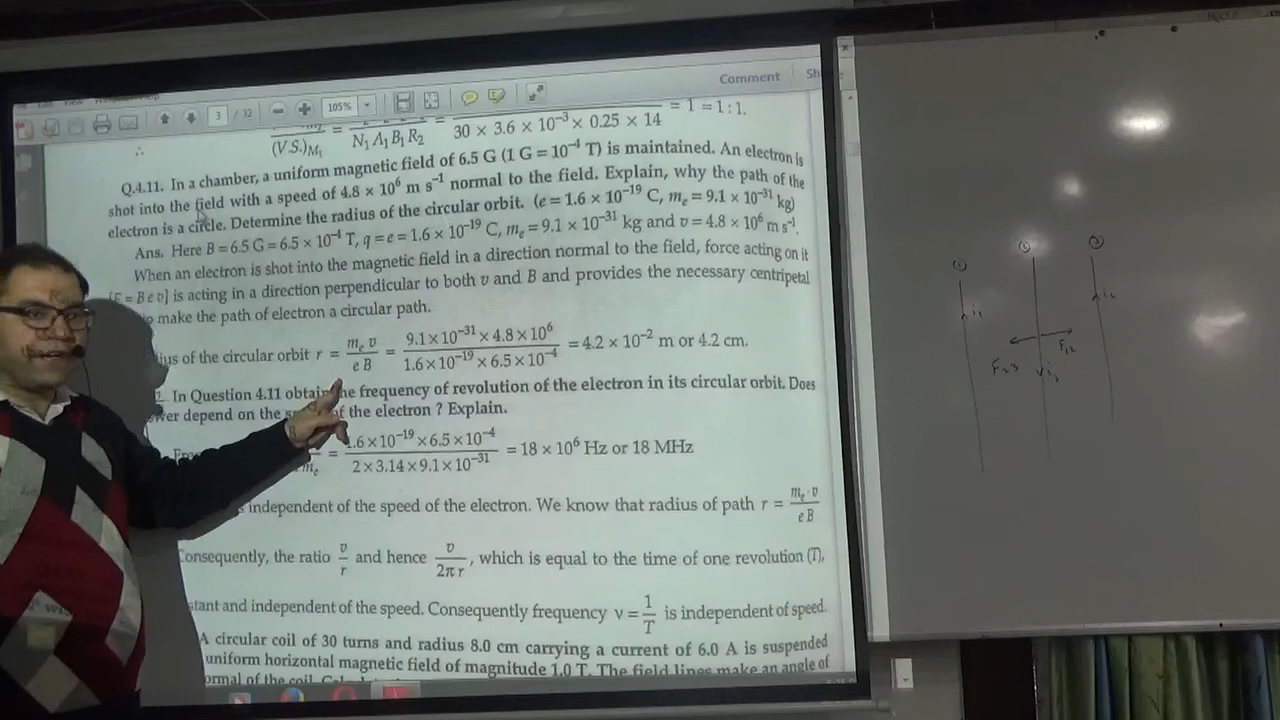 Comment
3 / 32
105%
∴ (V.S.)M₁ = N₁ A₁ B₁ R₂ = 30 × 3.6 × 10⁻³ × 0.25 × 14 = 1 = 1 : 1.
Q.4.11. In a chamber, a uniform magnetic field of 6.5 G (1 G = 10⁻⁴ T) is maintained. An electron is
shot into the field with a speed of 4.8 × 10⁶ m s⁻¹ normal to the field. Explain, why the path of the
electron is a circle. Determine the radius of the circular orbit. (e = 1.6 × 10⁻¹⁹ C, mₑ = 9.1 × 10⁻³¹ kg)
Ans. Here B = 6.5 G = 6.5 × 10⁻⁴ T, q = e = 1.6 × 10⁻¹⁹ C, mₑ = 9.1 × 10⁻³¹ kg and υ = 4.8 × 10⁶ m s⁻¹.
When an electron is shot into the magnetic field in a direction normal to the field, force acting on it
[F = B e υ] is acting in a direction perpendicular to both υ and B and provides the necessary centripetal
to make the path of electron a circular path.
ius of the circular orbit r = mₑ υ / e B = 9.1 × 10⁻³¹ × 4.8 × 10⁶ / 1.6 × 10⁻¹⁹ × 6.5 × 10⁻⁴ = 4.2 × 10⁻² m or 4.2 cm.
In Question 4.11 obtain the frequency of revolution of the electron in its circular orbit. Does
wer depend on the of the electron ? Explain.
mₑ = 1.6 × 10⁻¹⁹ × 6.5 × 10⁻⁴ / 2 × 3.14 × 9.1 × 10⁻³¹ = 18 × 10⁶ Hz or 18 MHz
independent of the speed of the electron. We know that radius of path r = mₑ · υ / e B
Consequently, the ratio υ / r and hence υ / 2π r, which is equal to the time of one revolution (T),
stant and independent of the speed. Consequently frequency ν = 1 / T is independent of speed.
A circular coil of 30 turns and radius 8.0 cm carrying a current of 6.0 A is suspended
uniform horizontal magnetic field of magnitude 1.0 T. The field lines make an angle of
ormal of the coil.